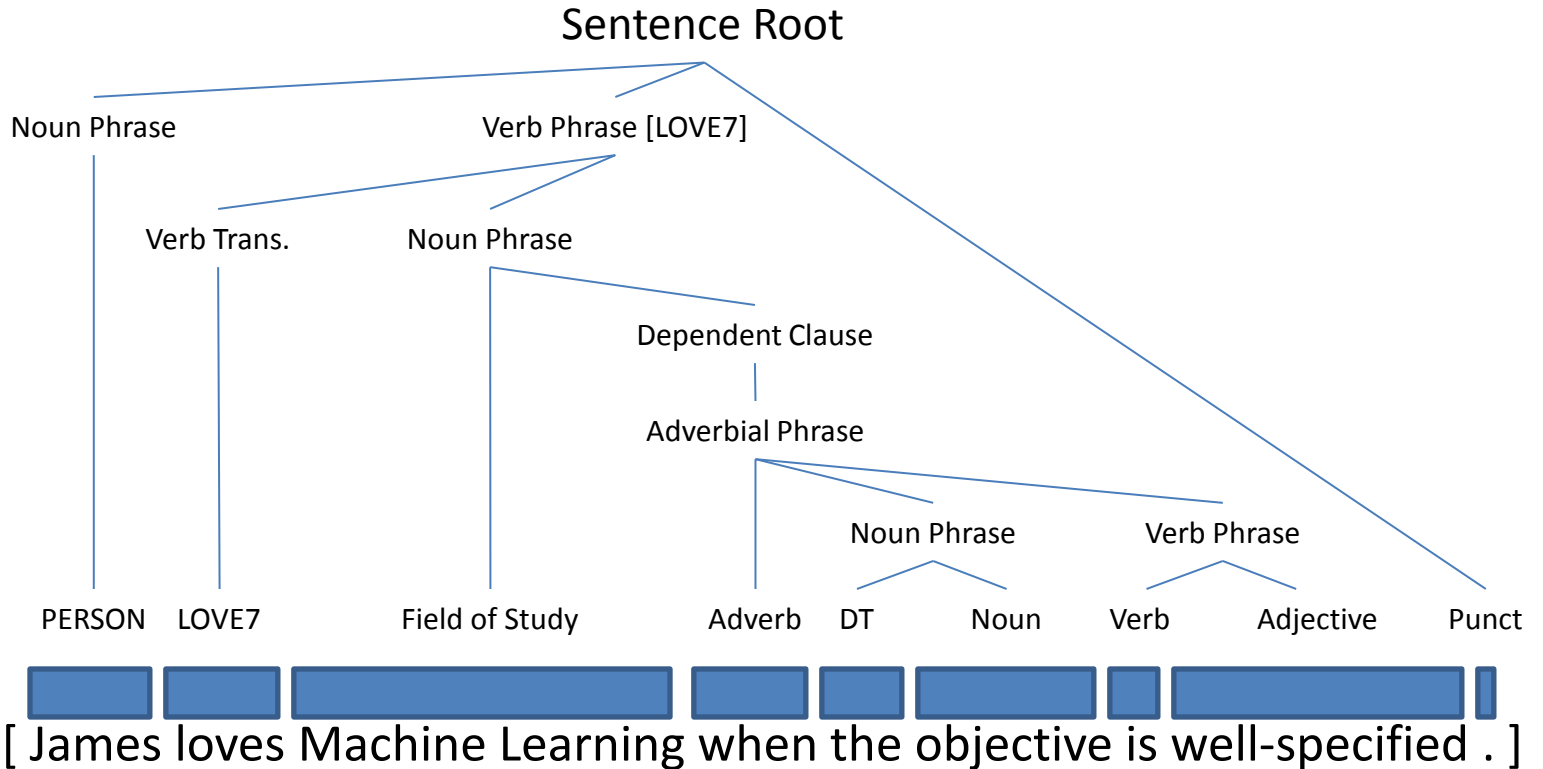 Sentence Root
Noun Phrase Verb Phrase [LOVE7]
Verb Trans. Noun Phrase
Dependent Clause
Adverbial Phrase
Noun Phrase Verb Phrase
PERSON LOVE7 Field of Study Adverb DT Noun Verb Adjective Punct
[ James loves Machine Learning when the objective is well-specified . ]